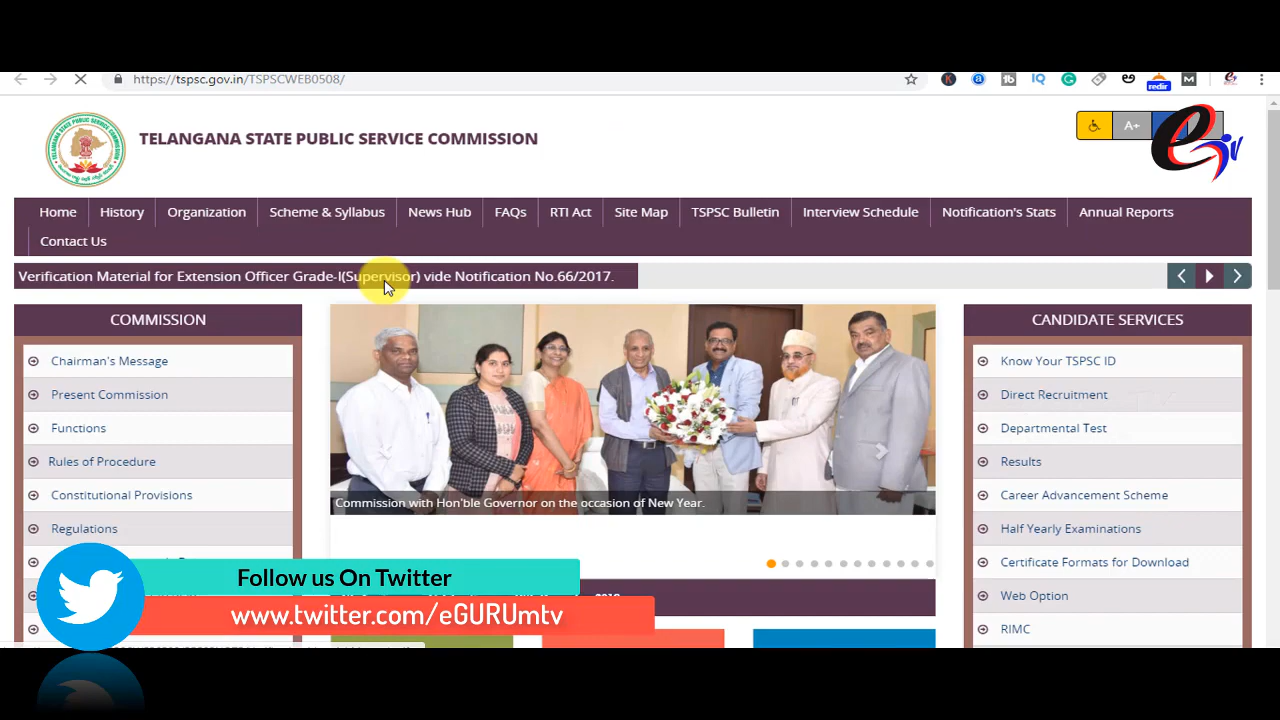 https://tspsc.gov.in/TSPSCWEB0508/
IQ
redir
TELANGANA STATE PUBLIC SERVICE COMMISSION
A+
Home History Organization Scheme & Syllabus News Hub FAQs RTI Act Site Map TSPSC Bulletin Interview Schedule Notification's Stats Annual Reports
Contact Us
Verification Material for Extension Officer Grade-I(Supervisor) vide Notification No.66/2017.
COMMISSION
Chairman's Message
Present Commission
Functions
Rules of Procedure
Constitutional Provisions
Regulations
Commission with Hon'ble Governor on the occasion of New Year.
CANDIDATE SERVICES
Know Your TSPSC ID
Direct Recruitment
Departmental Test
Results
Career Advancement Scheme
Half Yearly Examinations
Certificate Formats for Download
Web Option
RIMC
Follow us On Twitter
www.twitter.com/eGURUmtv